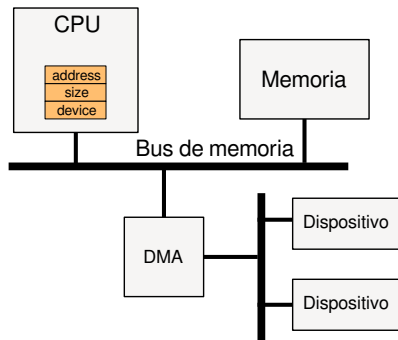 CPU
address
size
device
Memoria
Bus de memoria
DMA
Dispositivo
Dispositivo